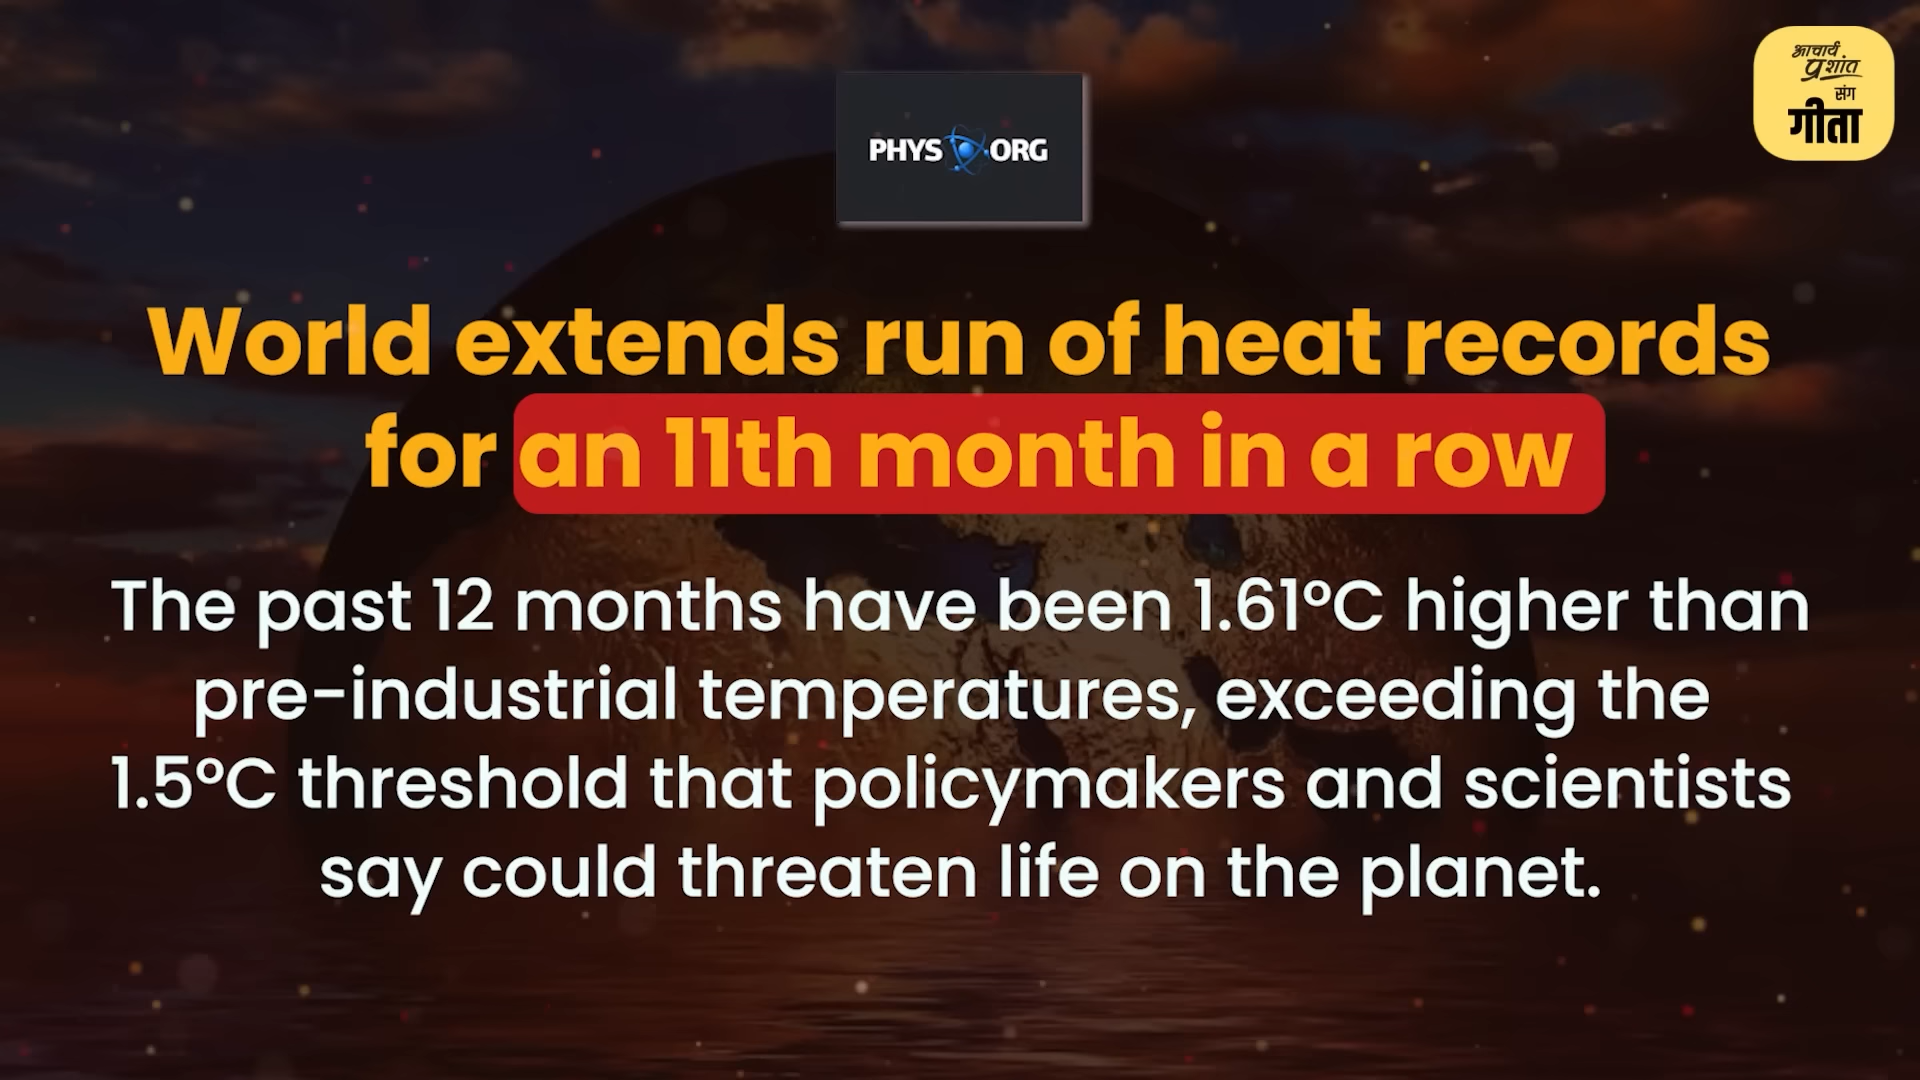 PHYS ORG
आचार्य
प्रशांत
संग
गीता
World extends run of heat records
for an 11th month in a row
The past 12 months have been 1.61°C higher than
pre-industrial temperatures, exceeding the
1.5°C threshold that policymakers and scientists
say could threaten life on the planet.